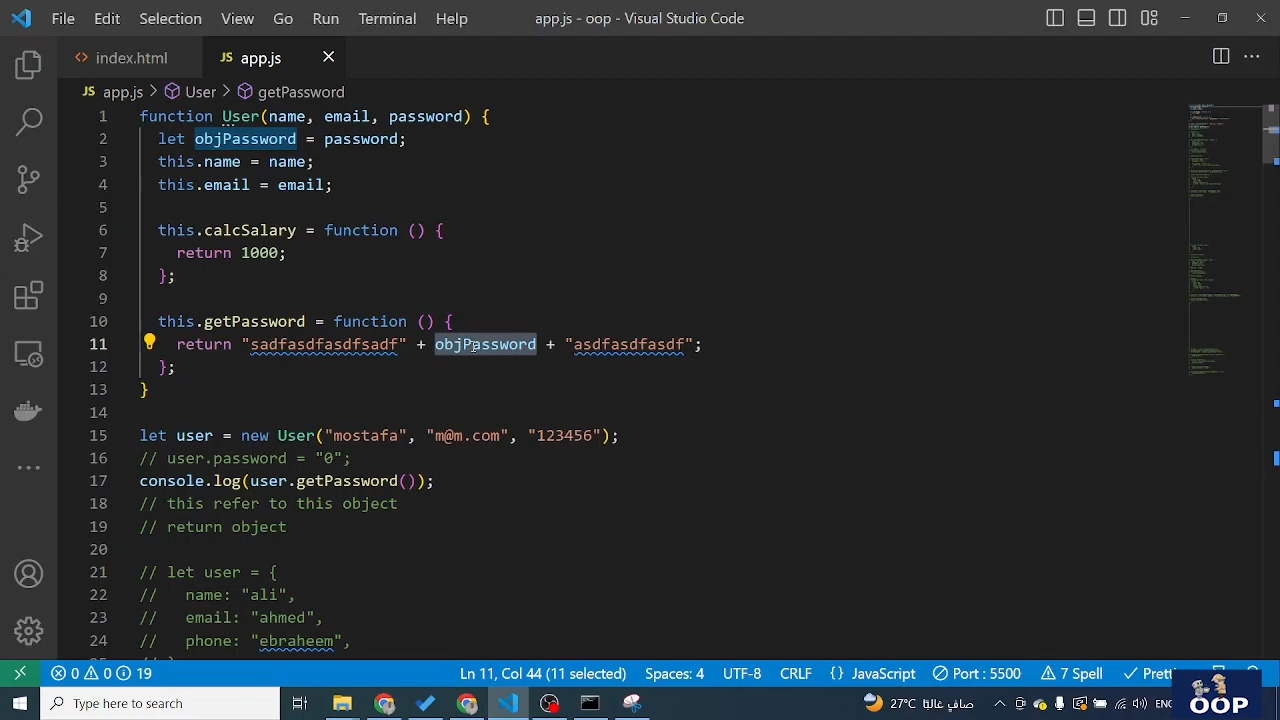 File Edit Selection View Go Run Terminal Help app.js - oop - Visual Studio Code
index.html JS app.js
JS app.js > User > getPassword
1 function User(name, email, password) {
2 let objPassword = password;
3 this.name = name;
4 this.email = email;
5
6 this.calcSalary = function () {
7 return 1000;
8 };
9
10 this.getPassword = function () {
11 return "sadfasdfasdfsadf" + objPassword + "asdfasdfasdf";
12 };
13 }
14
15 let user = new User("mostafa", "m@m.com", "123456");
16 // user.password = "0";
17 console.log(user.getPassword());
18 // this refer to this object
19 // return object
20
21 // let user = {
22 // name: "ali",
23 // email: "ahmed",
24 // phone: "ebraheem",
0 0 19 Ln 11, Col 44 (11 selected) Spaces: 4 UTF-8 CRLF {} JavaScript Port : 5500 7 Spell
Type here to search 27°C ENG
OOP